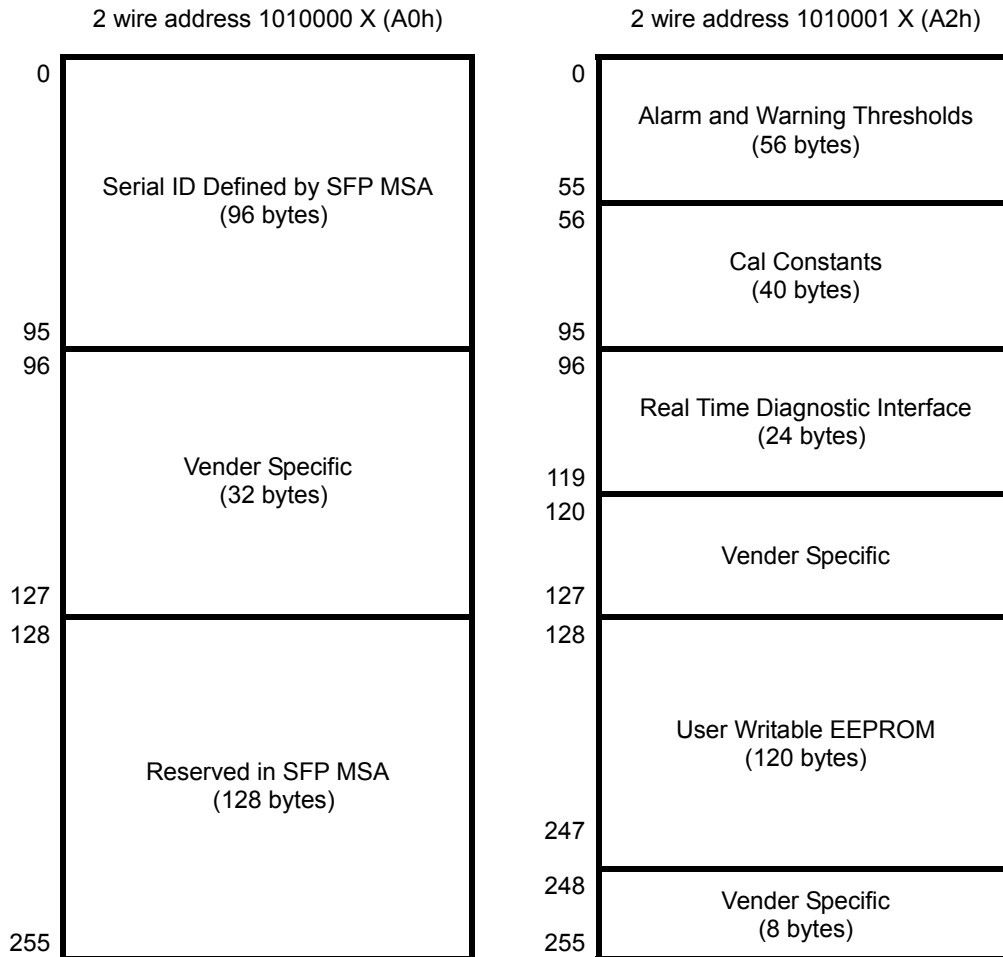 2 wire address 1010000 X (A0h)
0
Serial ID Defined by SFP MSA
(96 bytes)
95
96
Vender Specific
(32 bytes)
127
128
Reserved in SFP MSA
(128 bytes)
255
2 wire address 1010001 X (A2h)
0
Alarm and Warning Thresholds
(56 bytes)
55
56
Cal Constants
(40 bytes)
95
96
Real Time Diagnostic Interface
(24 bytes)
119
120
Vender Specific
127
128
User Writable EEPROM
(120 bytes)
247
248
Vender Specific
(8 bytes)
255